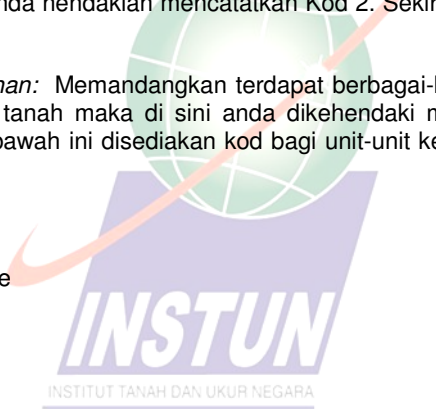 nda hendaklah mencatatkan Kod 2. Sekir
nan: Memandangkan terdapat berbagai-
tanah maka di sini anda dikehendaki m
bawah ini disediakan kod bagi unit-unit ke
e
INSTUN
INSTITUT TANAH DAN UKUR NEGARA